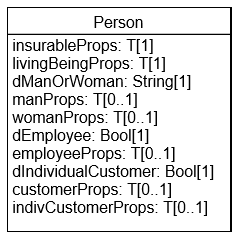 Person
insurableProps: T[1]
livingBeingProps: T[1]
dManOrWoman: String[1]
manProps: T[0..1]
womanProps: T[0..1]
dEmployee: Bool[1]
employeeProps: T[0..1]
dIndividualCustomer: Bool[1]
customerProps: T[0..1]
indivCustomerProps: T[0..1]